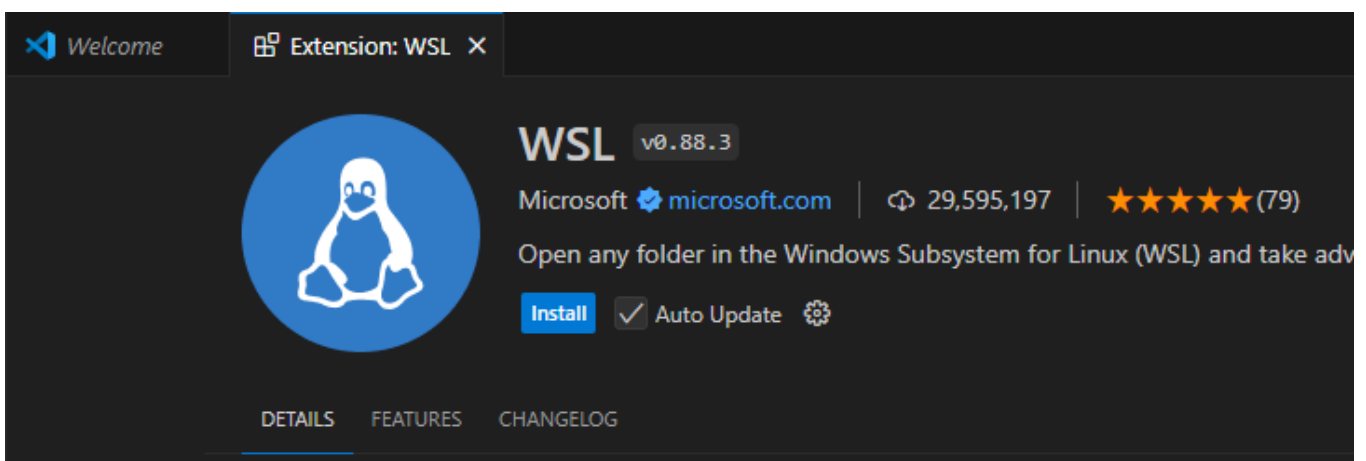 Welcome
Extension: WSL
WSL v0.88.3
Microsoft microsoft.com 29,595,197 (79)
Open any folder in the Windows Subsystem for Linux (WSL) and take adv
Install Auto Update
DETAILS FEATURES CHANGELOG